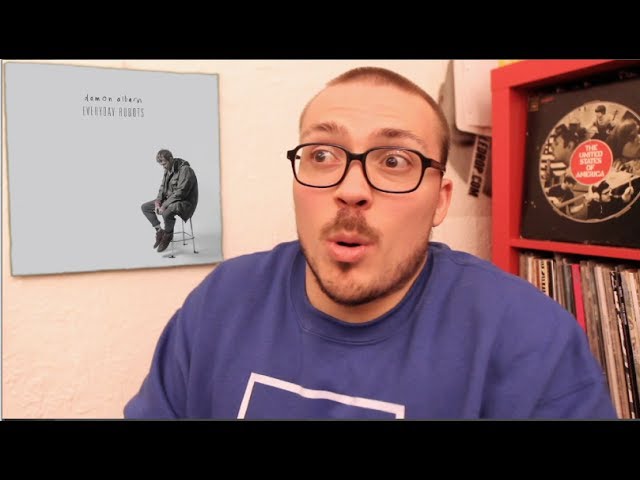 damon albarn
EVERYDAY ROBOTS
THE
UNITED
STATES OF
AMERICA